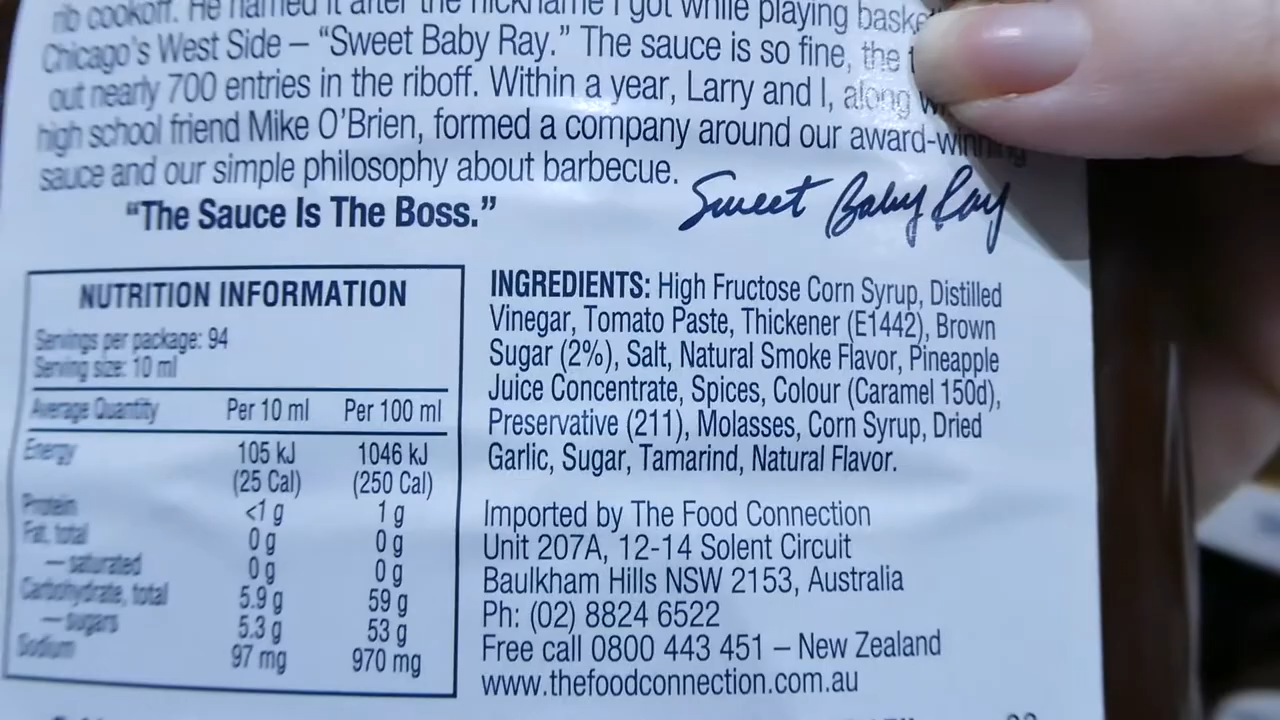 rib cookoff. He named it after the nickname I got while playing
Chicago's West Side – "Sweet Baby Ray." The sauce is so fine, the
out nearly 700 entries in the riboff. Within a year, Larry and I, along
high school friend Mike O'Brien, formed a company around our award-winning
sauce and our simple philosophy about barbecue.
"The Sauce Is The Boss."
Sweet Baby Ray
NUTRITION INFORMATION
Servings per package: 94
Serving size: 10 ml
Average Quantity Per 10 ml Per 100 ml
Energy 105 kJ 1046 kJ
(25 Cal) (250 Cal)
Protein <1 g 1 g
Fat, total 0 g 0 g
– saturated 0 g 0 g
Carbohydrate, total 5.9 g 59 g
– sugars 5.3 g 53 g
Sodium 97 mg 970 mg
INGREDIENTS: High Fructose Corn Syrup, Distilled
Vinegar, Tomato Paste, Thickener (E1442), Brown
Sugar (2%), Salt, Natural Smoke Flavor, Pineapple
Juice Concentrate, Spices, Colour (Caramel 150d),
Preservative (211), Molasses, Corn Syrup, Dried
Garlic, Sugar, Tamarind, Natural Flavor.
Imported by The Food Connection
Unit 207A, 12-14 Solent Circuit
Baulkham Hills NSW 2153, Australia
Ph: (02) 8824 6522
Free call 0800 443 451 – New Zealand
www.thefoodconnection.com.au